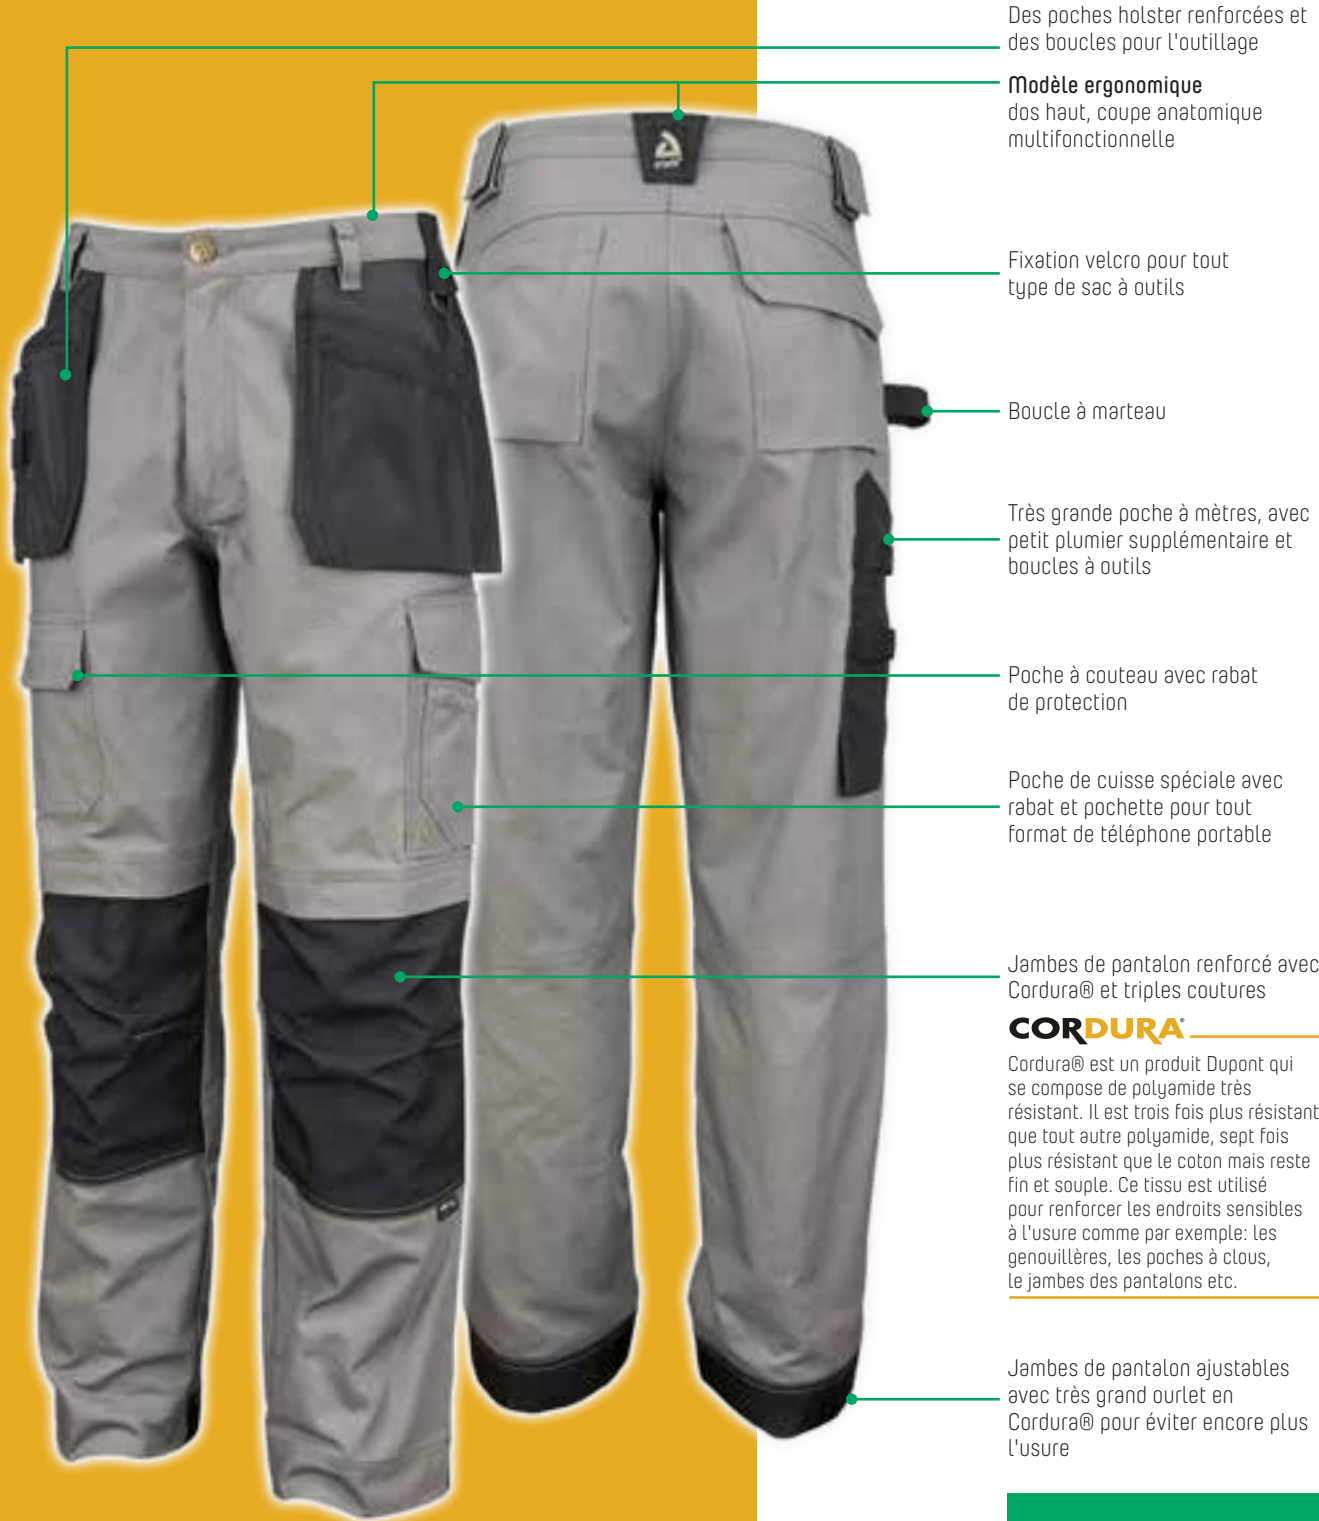 Des poches holster renforcées et
des boucles pour l'outillage
Modèle ergonomique
dos haut, coupe anatomique
multifonctionnelle
Fixation velcro pour tout
type de sac à outils
Boucle à marteau
Très grande poche à mètres, avec
petit plumier supplémentaire et
boucles à outils
Poche à couteau avec rabat
de protection
Poche de cuisse spéciale avec
rabat et pochette pour tout
format de téléphone portable
Jambes de pantalon renforcé avec
Cordura® et triples coutures
CORDURA®
Cordura® est un produit Dupont qui
se compose de polyamide très
résistant. Il est trois fois plus résistant
que tout autre polyamide, sept fois
plus résistant que le coton mais reste
fin et souple. Ce tissu est utilisé
pour renforcer les endroits sensibles
à l'usure comme par exemple: les
genouillères, les poches à clous,
le jambes des pantalons etc.
Jambes de pantalon ajustables
avec très grand ourlet en
Cordura® pour éviter encore plus
l'usure